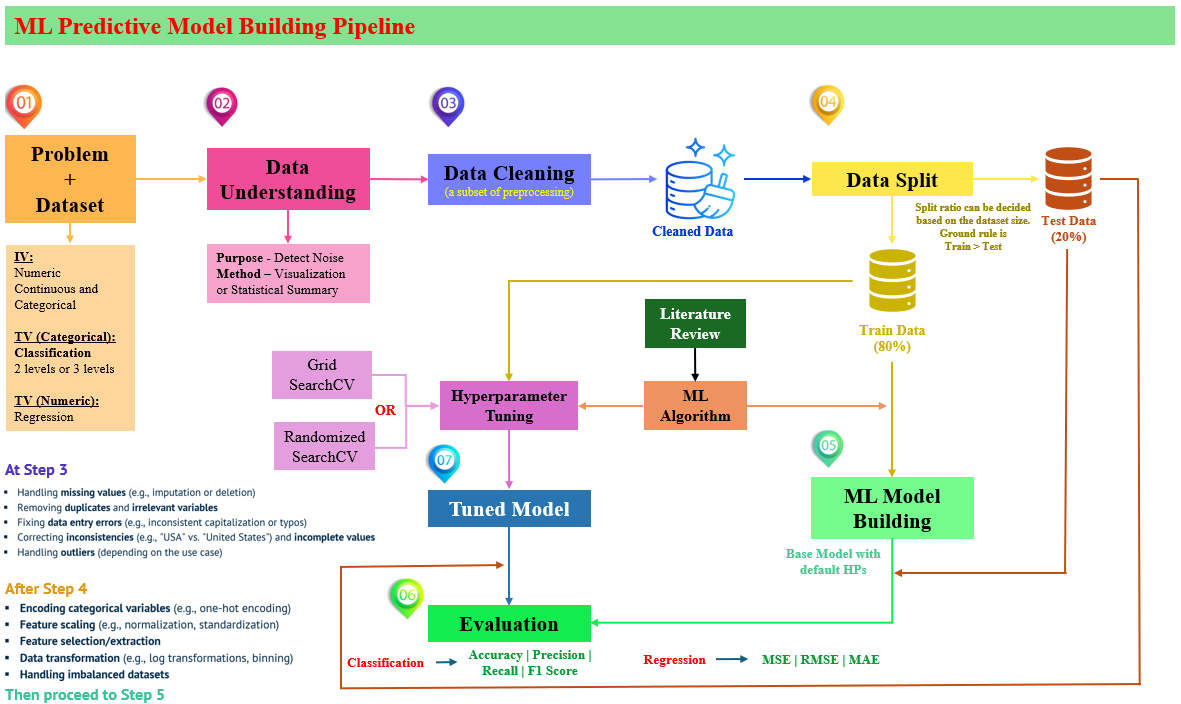 ML Predictive Model Building Pipeline
01
02
03
04
Problem
+
Dataset
Data
Understanding
Data Cleaning
(a subset of preprocessing)
Cleaned Data
Data Split
Split ratio can be decided
based on the dataset size.
Ground rule is
Train > Test
Test Data
(20%)
IV:
Numeric
Continuous and
Categorical
TV (Categorical):
Classification
2 levels or 3 levels
TV (Numeric):
Regression
Purpose - Detect Noise
Method – Visualization
or Statistical Summary
Train Data
(80%)
Literature
Review
Grid
SearchCV
OR
Randomized
SearchCV
Hyperparameter
Tuning
ML
Algorithm
05
07
ML Model
Building
Base Model with
default HPs
Tuned Model
06
Evaluation
Classification
Accuracy | Precision |
Recall | F1 Score
Regression
MSE | RMSE | MAE
At Step 3
▪ Handling missing values (e.g., imputation or deletion)
▪ Removing duplicates and irrelevant variables
▪ Fixing data entry errors (e.g., inconsistent capitalization or typos)
▪ Correcting inconsistencies (e.g., "USA" vs. "United States") and incomplete values
▪ Handling outliers (depending on the use case)
After Step 4
▪ Encoding categorical variables (e.g., one-hot encoding)
▪ Feature scaling (e.g., normalization, standardization)
▪ Feature selection/extraction
▪ Data transformation (e.g., log transformations, binning)
▪ Handling imbalanced datasets
Then proceed to Step 5